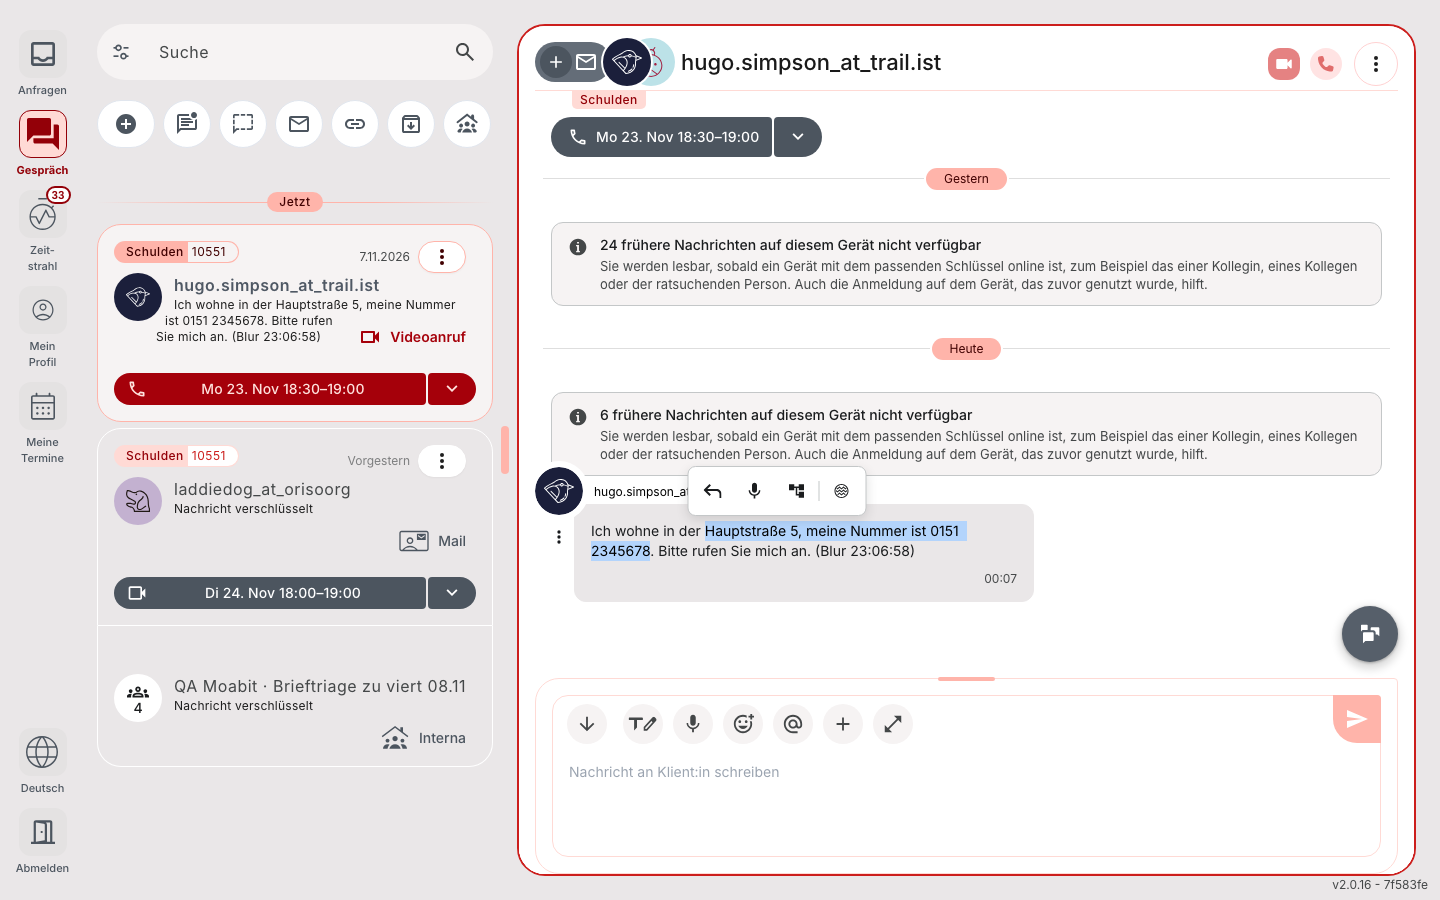 Anfragen
Gespräch
33
Zeit-
strahl
Mein
Profil
Meine
Termine
Deutsch
Abmelden
Suche
Jetzt
Schulden 10551
7.11.2026
hugo.simpson_at_trail.ist
Ich wohne in der Hauptstraße 5, meine Nummer
ist 0151 2345678. Bitte rufen
Sie mich an. (Blur 23:06:58)
Videoanruf
Mo 23. Nov 18:30–19:00
Schulden 10551
Vorgestern
laddiedog_at_orisoorg
Nachricht verschlüsselt
Mail
Di 24. Nov 18:00–19:00
4
QA Moabit · Brieftriage zu viert 08.11
Nachricht verschlüsselt
Interna
hugo.simpson_at_trail.ist
Schulden
Mo 23. Nov 18:30–19:00
Gestern
24 frühere Nachrichten auf diesem Gerät nicht verfügbar
Sie werden lesbar, sobald ein Gerät mit dem passenden Schlüssel online ist, zum Beispiel das einer Kollegin, eines Kollegen
oder der ratsuchenden Person. Auch die Anmeldung auf dem Gerät, das zuvor genutzt wurde, hilft.
Heute
6 frühere Nachrichten auf diesem Gerät nicht verfügbar
Sie werden lesbar, sobald ein Gerät mit dem passenden Schlüssel online ist, zum Beispiel das einer Kollegin, eines Kollegen
oder der ratsuchenden Person. Auch die Anmeldung auf dem Gerät, das zuvor genutzt wurde, hilft.
hugo.simpson_at
Ich wohne in der Hauptstraße 5, meine Nummer ist 0151
2345678. Bitte rufen Sie mich an. (Blur 23:06:58)
00:07
Nachricht an Klient:in schreiben
v2.0.16 - 7f583fe